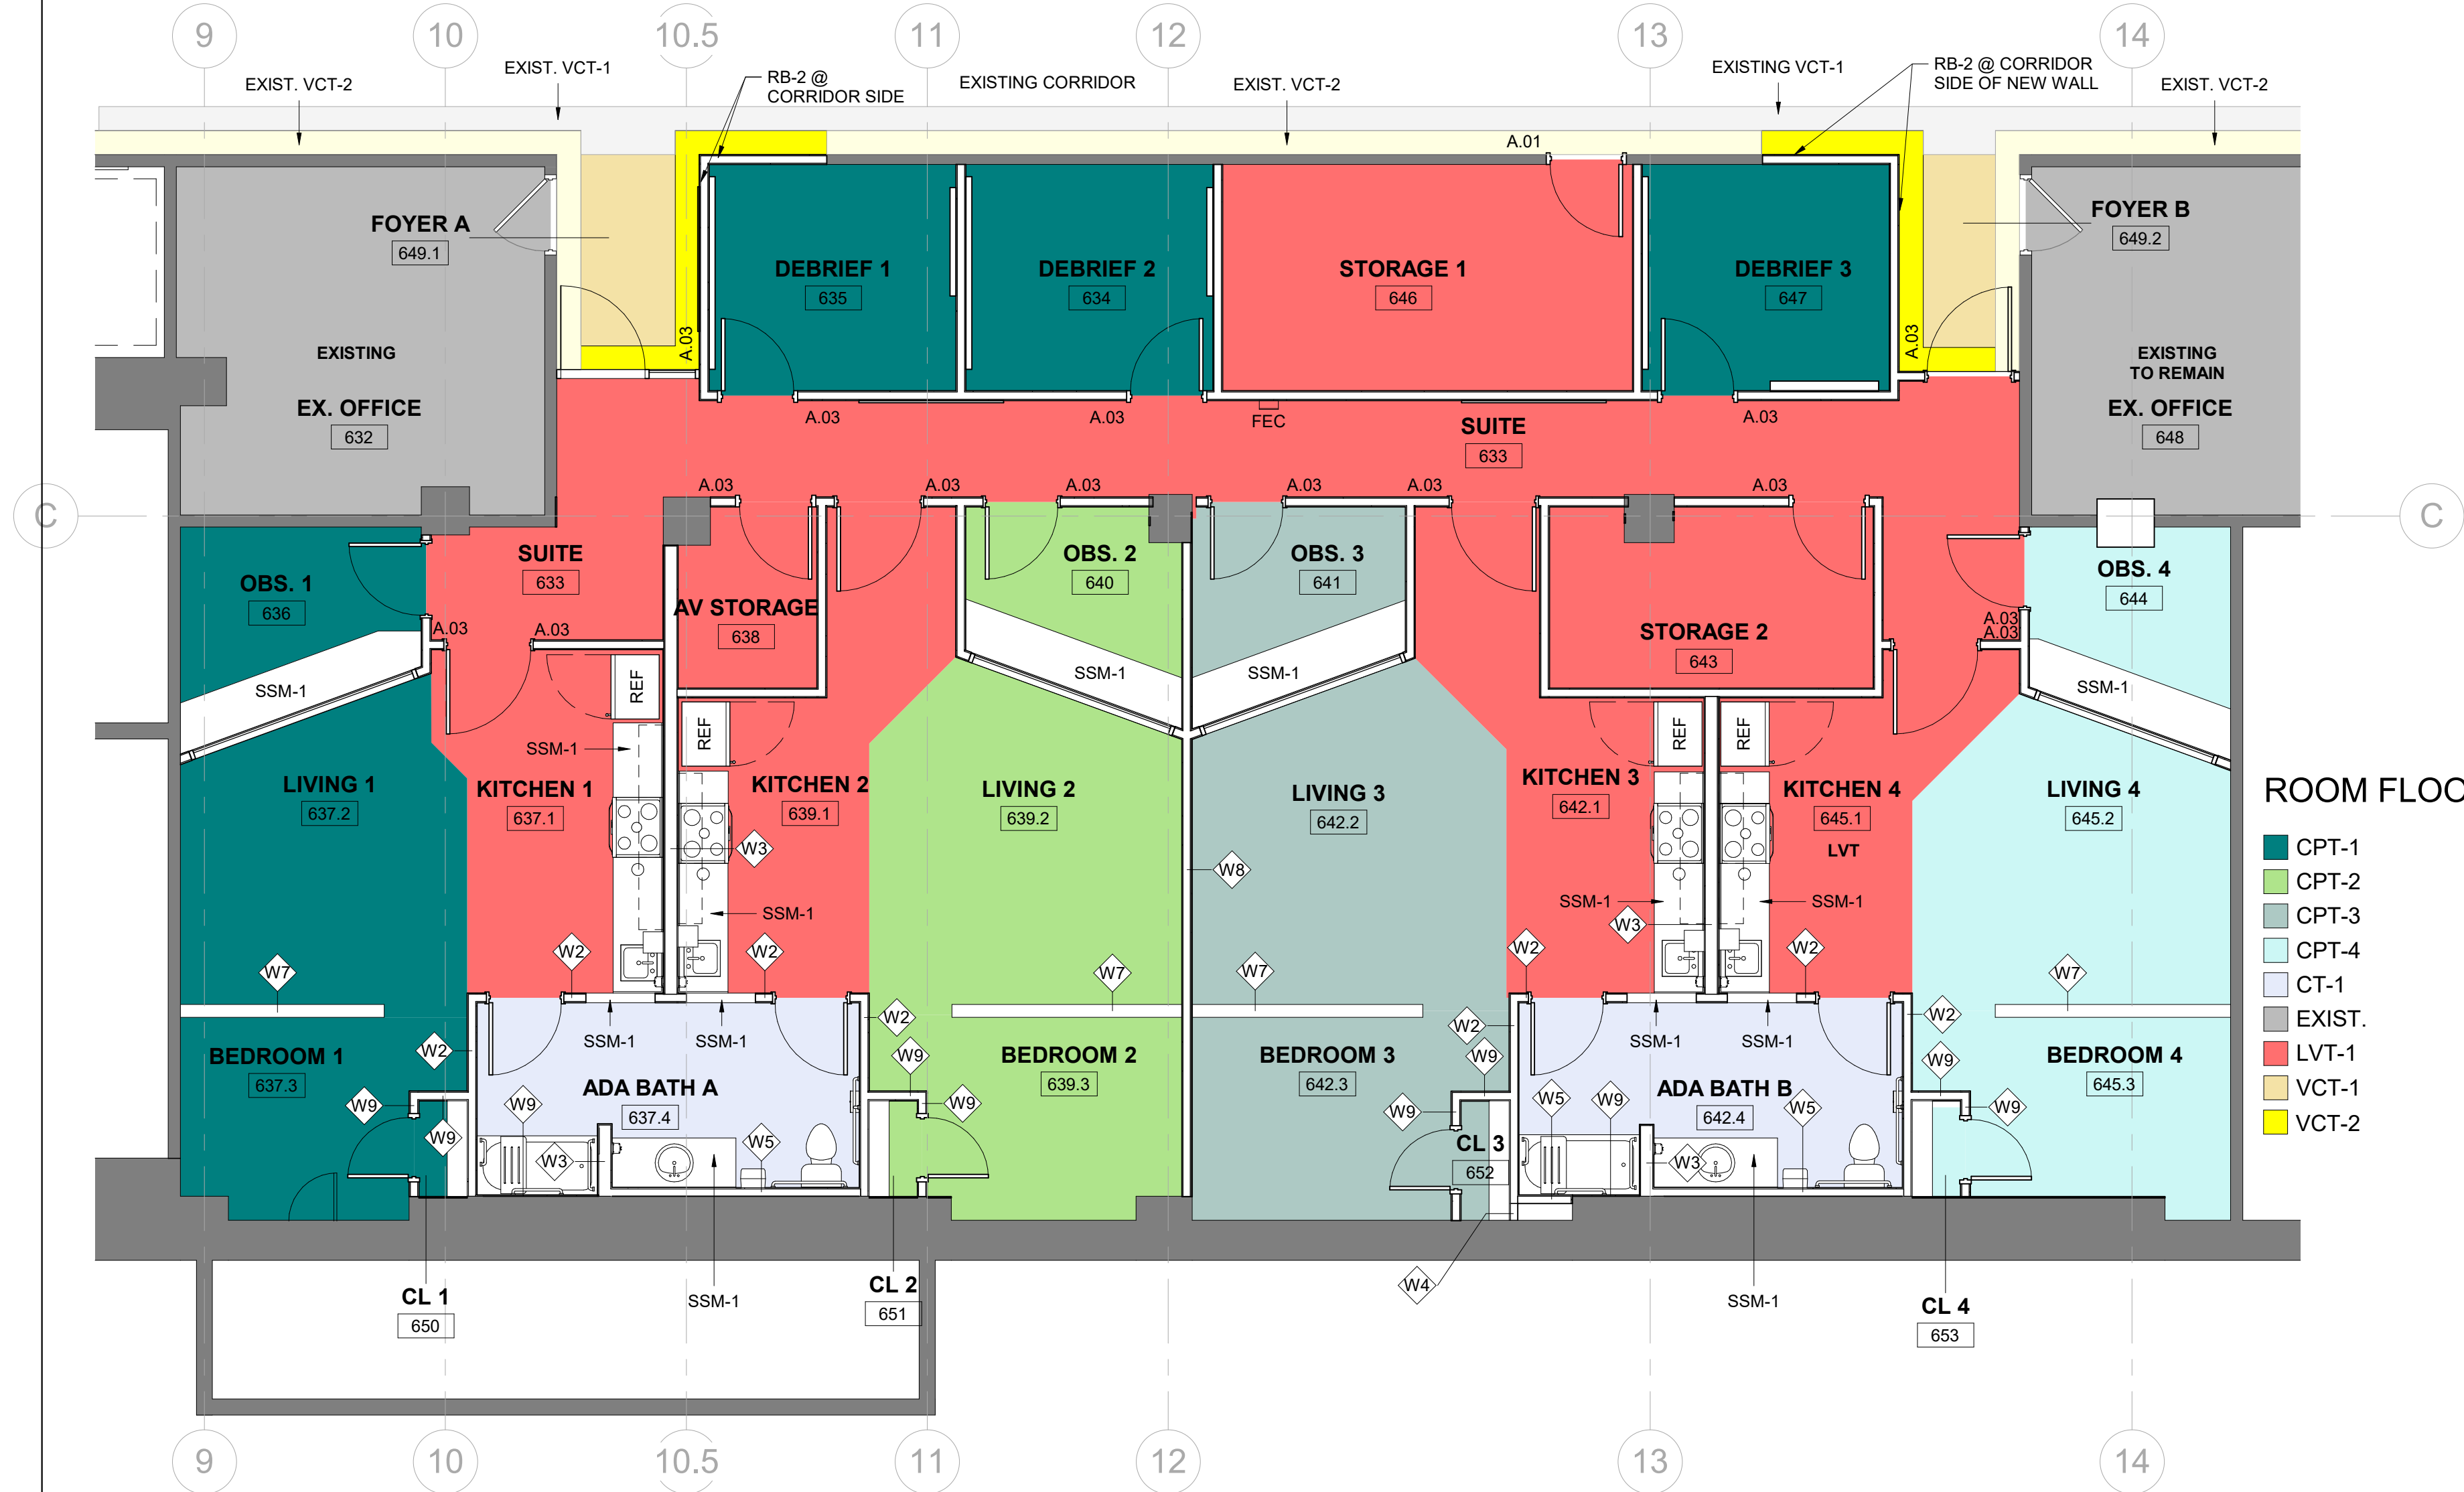 9
10
10.5
11
12
13
14
EXIST. VCT-2
EXIST. VCT-1
RB-2 @
CORRIDOR SIDE
EXISTING CORRIDOR
EXIST. VCT-2
EXISTING VCT-1
RB-2 @ CORRIDOR
SIDE OF NEW WALL
EXIST. VCT-2
A.01
FOYER A
649.1
FOYER B
649.2
DEBRIEF 1
635
DEBRIEF 2
634
STORAGE 1
646
DEBRIEF 3
647
A.03
A.03
EXISTING
EX. OFFICE
632
EXISTING
TO REMAIN
EX. OFFICE
648
A.03
A.03
FEC
A.03
SUITE
633
A.03
A.03
A.03
A.03
A.03
A.03
C
C
OBS. 1
636
SUITE
633
AV STORAGE
638
OBS. 2
640
OBS. 3
641
STORAGE 2
643
OBS. 4
644
A.03
A.03
A.03
A.03
SSM-1
SSM-1
SSM-1
SSM-1
REF
REF
REF
REF
SSM-1
LIVING 1
637.2
KITCHEN 1
637.1
KITCHEN 2
639.1
LIVING 2
639.2
LIVING 3
642.2
KITCHEN 3
642.1
KITCHEN 4
645.1
LVT
LIVING 4
645.2
W3
W8
SSM-1
SSM-1
SSM-1
W3
W2
W2
W2
W2
W7
W7
W7
W7
SSM-1
SSM-1
SSM-1
SSM-1
W2
W2
W2
W2
BEDROOM 1
637.3
ADA BATH A
637.4
BEDROOM 2
639.3
BEDROOM 3
642.3
ADA BATH B
642.4
BEDROOM 4
645.3
W9
W9
W9
W9
W9
W9
W9
W5
W9
W5
W9
W9
W3
W5
CL 3
652
W3
CL 1
650
SSM-1
CL 2
651
W4
SSM-1
CL 4
653
ROOM FLOO
CPT-1
CPT-2
CPT-3
CPT-4
CT-1
EXIST.
LVT-1
VCT-1
VCT-2
9
10
10.5
11
12
13
14